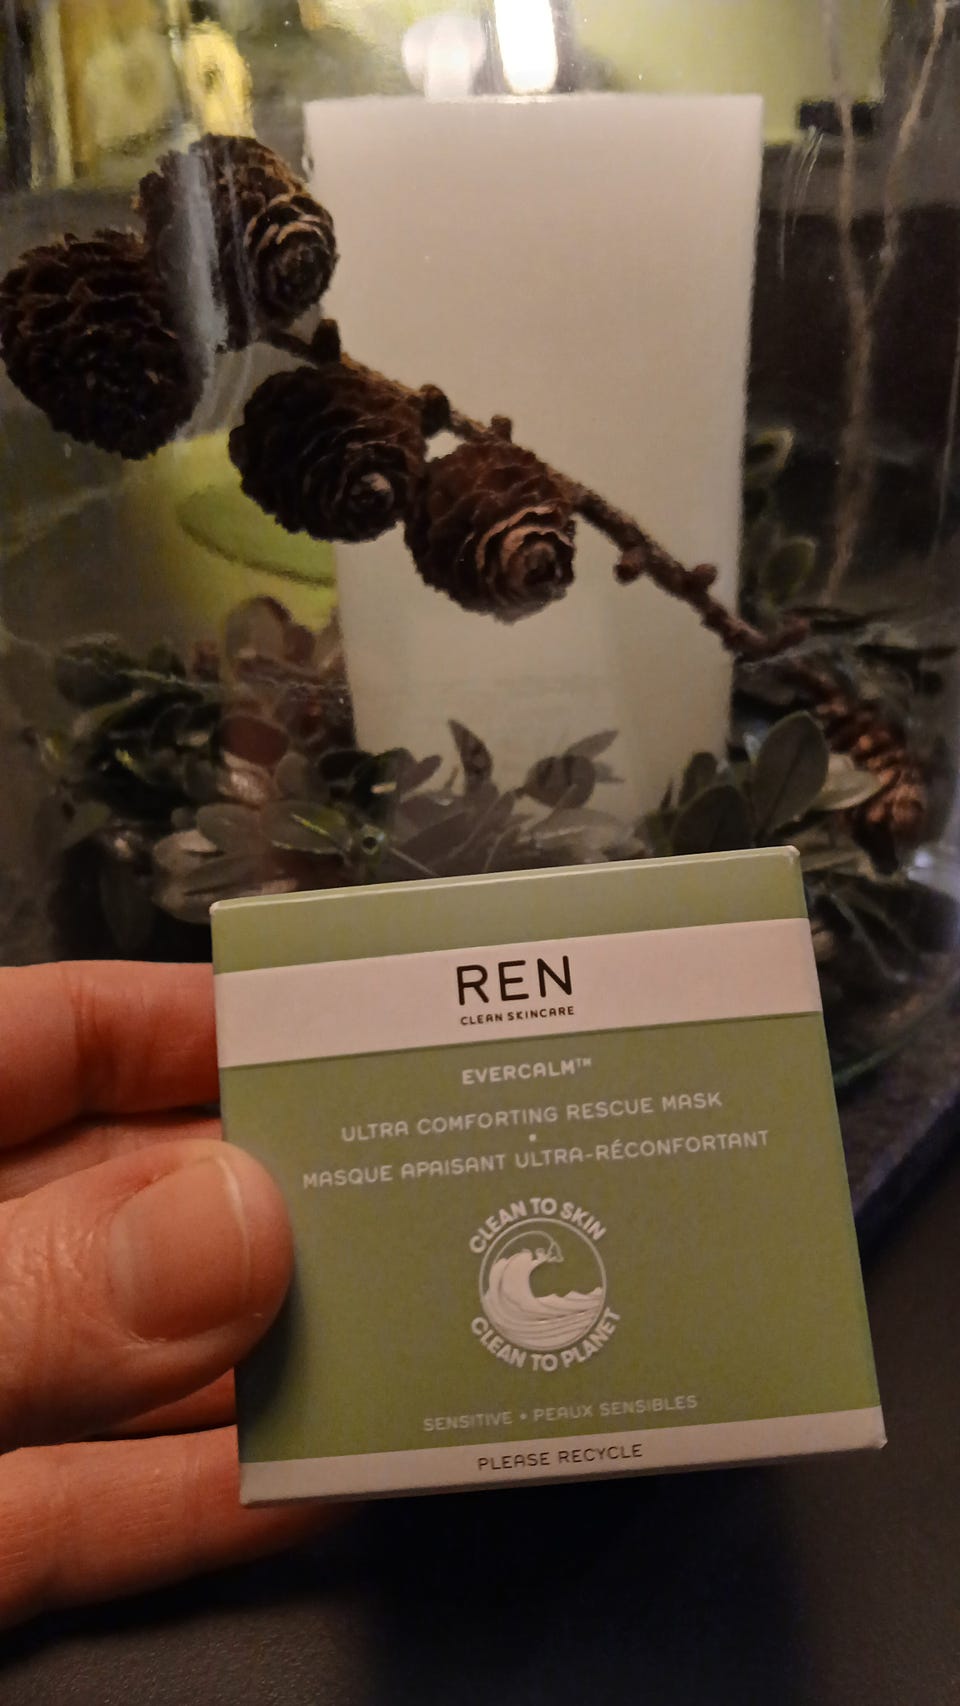 REN
CLEAN SKINCARE
EVERCALM™
ULTRA COMFORTING RESCUE MASK
•
MASQUE APAISANT ULTRA-RÉCONFORTANT
CLEAN TO SKIN
CLEAN TO PLANET
SENSITIVE • PEAUX SENSIBLES
PLEASE RECYCLE